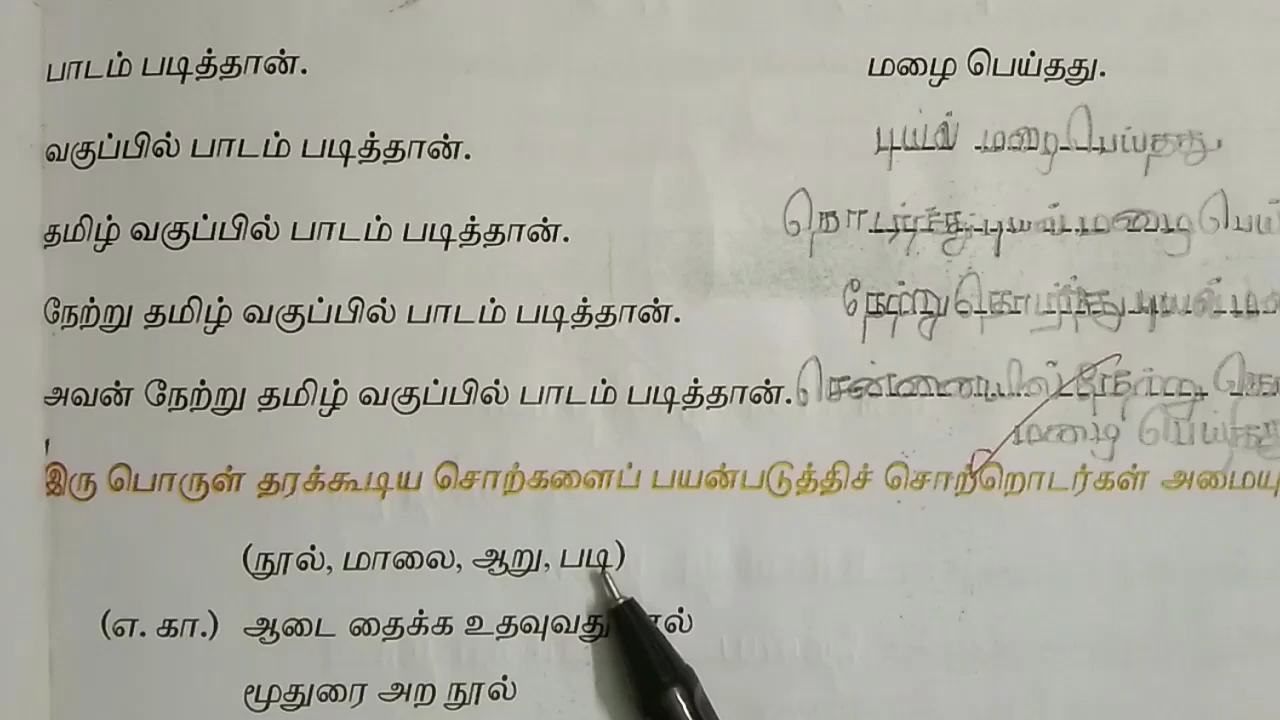 பாடம் படித்தான். மழை பெய்தது.
வகுப்பில் பாடம் படித்தான். புயல் மழை பெய்தது.
தமிழ் வகுப்பில் பாடம் படித்தான். தொடர்ந்து புயல் மழை பெய்
நேற்று தமிழ் வகுப்பில் பாடம் படித்தான். நேற்று தொடர்ந்து புயல்
அவன் நேற்று தமிழ் வகுப்பில் பாடம் படித்தான். சென்னையில் நேற்று
மழை பெய்த
இரு பொருள் தரக்கூடிய சொற்களைப் பயன்படுத்திச் சொற்றொடர்கள் அமையு
(நூல், மாலை, ஆறு, படி)
(எ. கா.) ஆடை தைக்க உதவுவது
மூதுரை அற நூல்